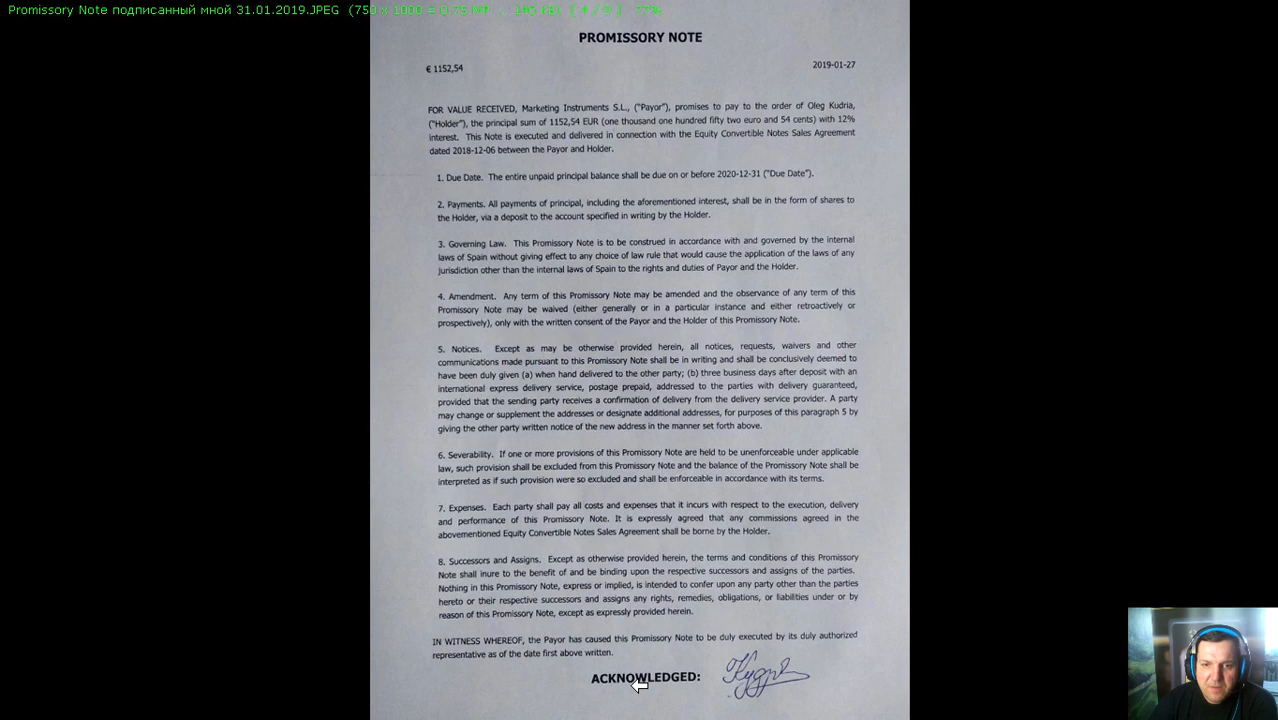 Promissory Note подписанный мной 31.01.2019.JPEG (750 x 1000 = 0.75 MP
PROMISSORY NOTE
€ 1152,54
2019-01-27
FOR VALUE RECEIVED, Marketing Instruments S.L., ("Payor"), promises to pay to the order of Oleg Kudria,
("Holder"), the principal sum of 1152,54 EUR (one thousand one hundred fifty two euro and 54 cents) with 12%
interest. This Note is executed and delivered in connection with the Equity Convertible Notes Sales Agreement
dated 2018-12-06 between the Payor and Holder.
1. Due Date. The entire unpaid principal balance shall be due on or before 2020-12-31 ("Due Date").
2. Payments. All payments of principal, including the aforementioned interest, shall be in the form of shares to
the Holder, via a deposit to the account specified in writing by the Holder.
3. Governing Law. This Promissory Note is to be construed in accordance with and governed by the internal
laws of Spain without giving effect to any choice of law rule that would cause the application of the laws of any
jurisdiction other than the internal laws of Spain to the rights and duties of Payor and the Holder.
4. Amendment. Any term of this Promissory Note may be amended and the observance of any term of this
Promissory Note may be waived (either generally or in a particular instance and either retroactively or
prospectively), only with the written consent of the Payor and the Holder of this Promissory Note.
5. Notices. Except as may be otherwise provided herein, all notices, requests, waivers and other
communications made pursuant to this Promissory Note shall be in writing and shall be conclusively deemed to
have been duly given (a) when hand delivered to the other party; (b) three business days after deposit with an
international express delivery service, postage prepaid, addressed to the parties with delivery guaranteed,
provided that the sending party receives a confirmation of delivery from the delivery service provider. A party
may change or supplement the addresses or designate additional addresses, for purposes of this paragraph 5 by
giving the other party written notice of the new address in the manner set forth above.
6. Severability. If one or more provisions of this Promissory Note are held to be unenforceable under applicable
law, such provision shall be excluded from this Promissory Note and the balance of the Promissory Note shall be
interpreted as if such provision were so excluded and shall be enforceable in accordance with its terms.
7. Expenses. Each party shall pay all costs and expenses that it incurs with respect to the execution, delivery
and performance of this Promissory Note. It is expressly agreed that any commissions agreed in the
abovementioned Equity Convertible Notes Sales Agreement shall be borne by the Holder.
8. Successors and Assigns. Except as otherwise provided herein, the terms and conditions of this Promissory
Note shall inure to the benefit of and be binding upon the respective successors and assigns of the parties.
Nothing in this Promissory Note, express or implied, is intended to confer upon any party other than the parties
hereto or their respective successors and assigns any rights, remedies, obligations, or liabilities under or by
reason of this Promissory Note, except as expressly provided herein.
IN WITNESS WHEREOF, the Payor has caused this Promissory Note to be duly executed by its duly authorized
representative as of the date first above written.
ACKNOWLEDGED: